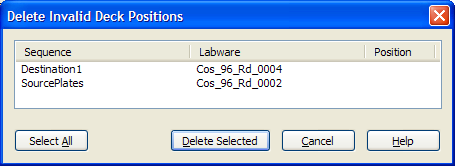 Delete Invalid Deck Positions
Sequence Labware Position
Destination1 Cos_96_Rd_0004
SourcePlates Cos_96_Rd_0002
Select All Delete Selected Cancel Help